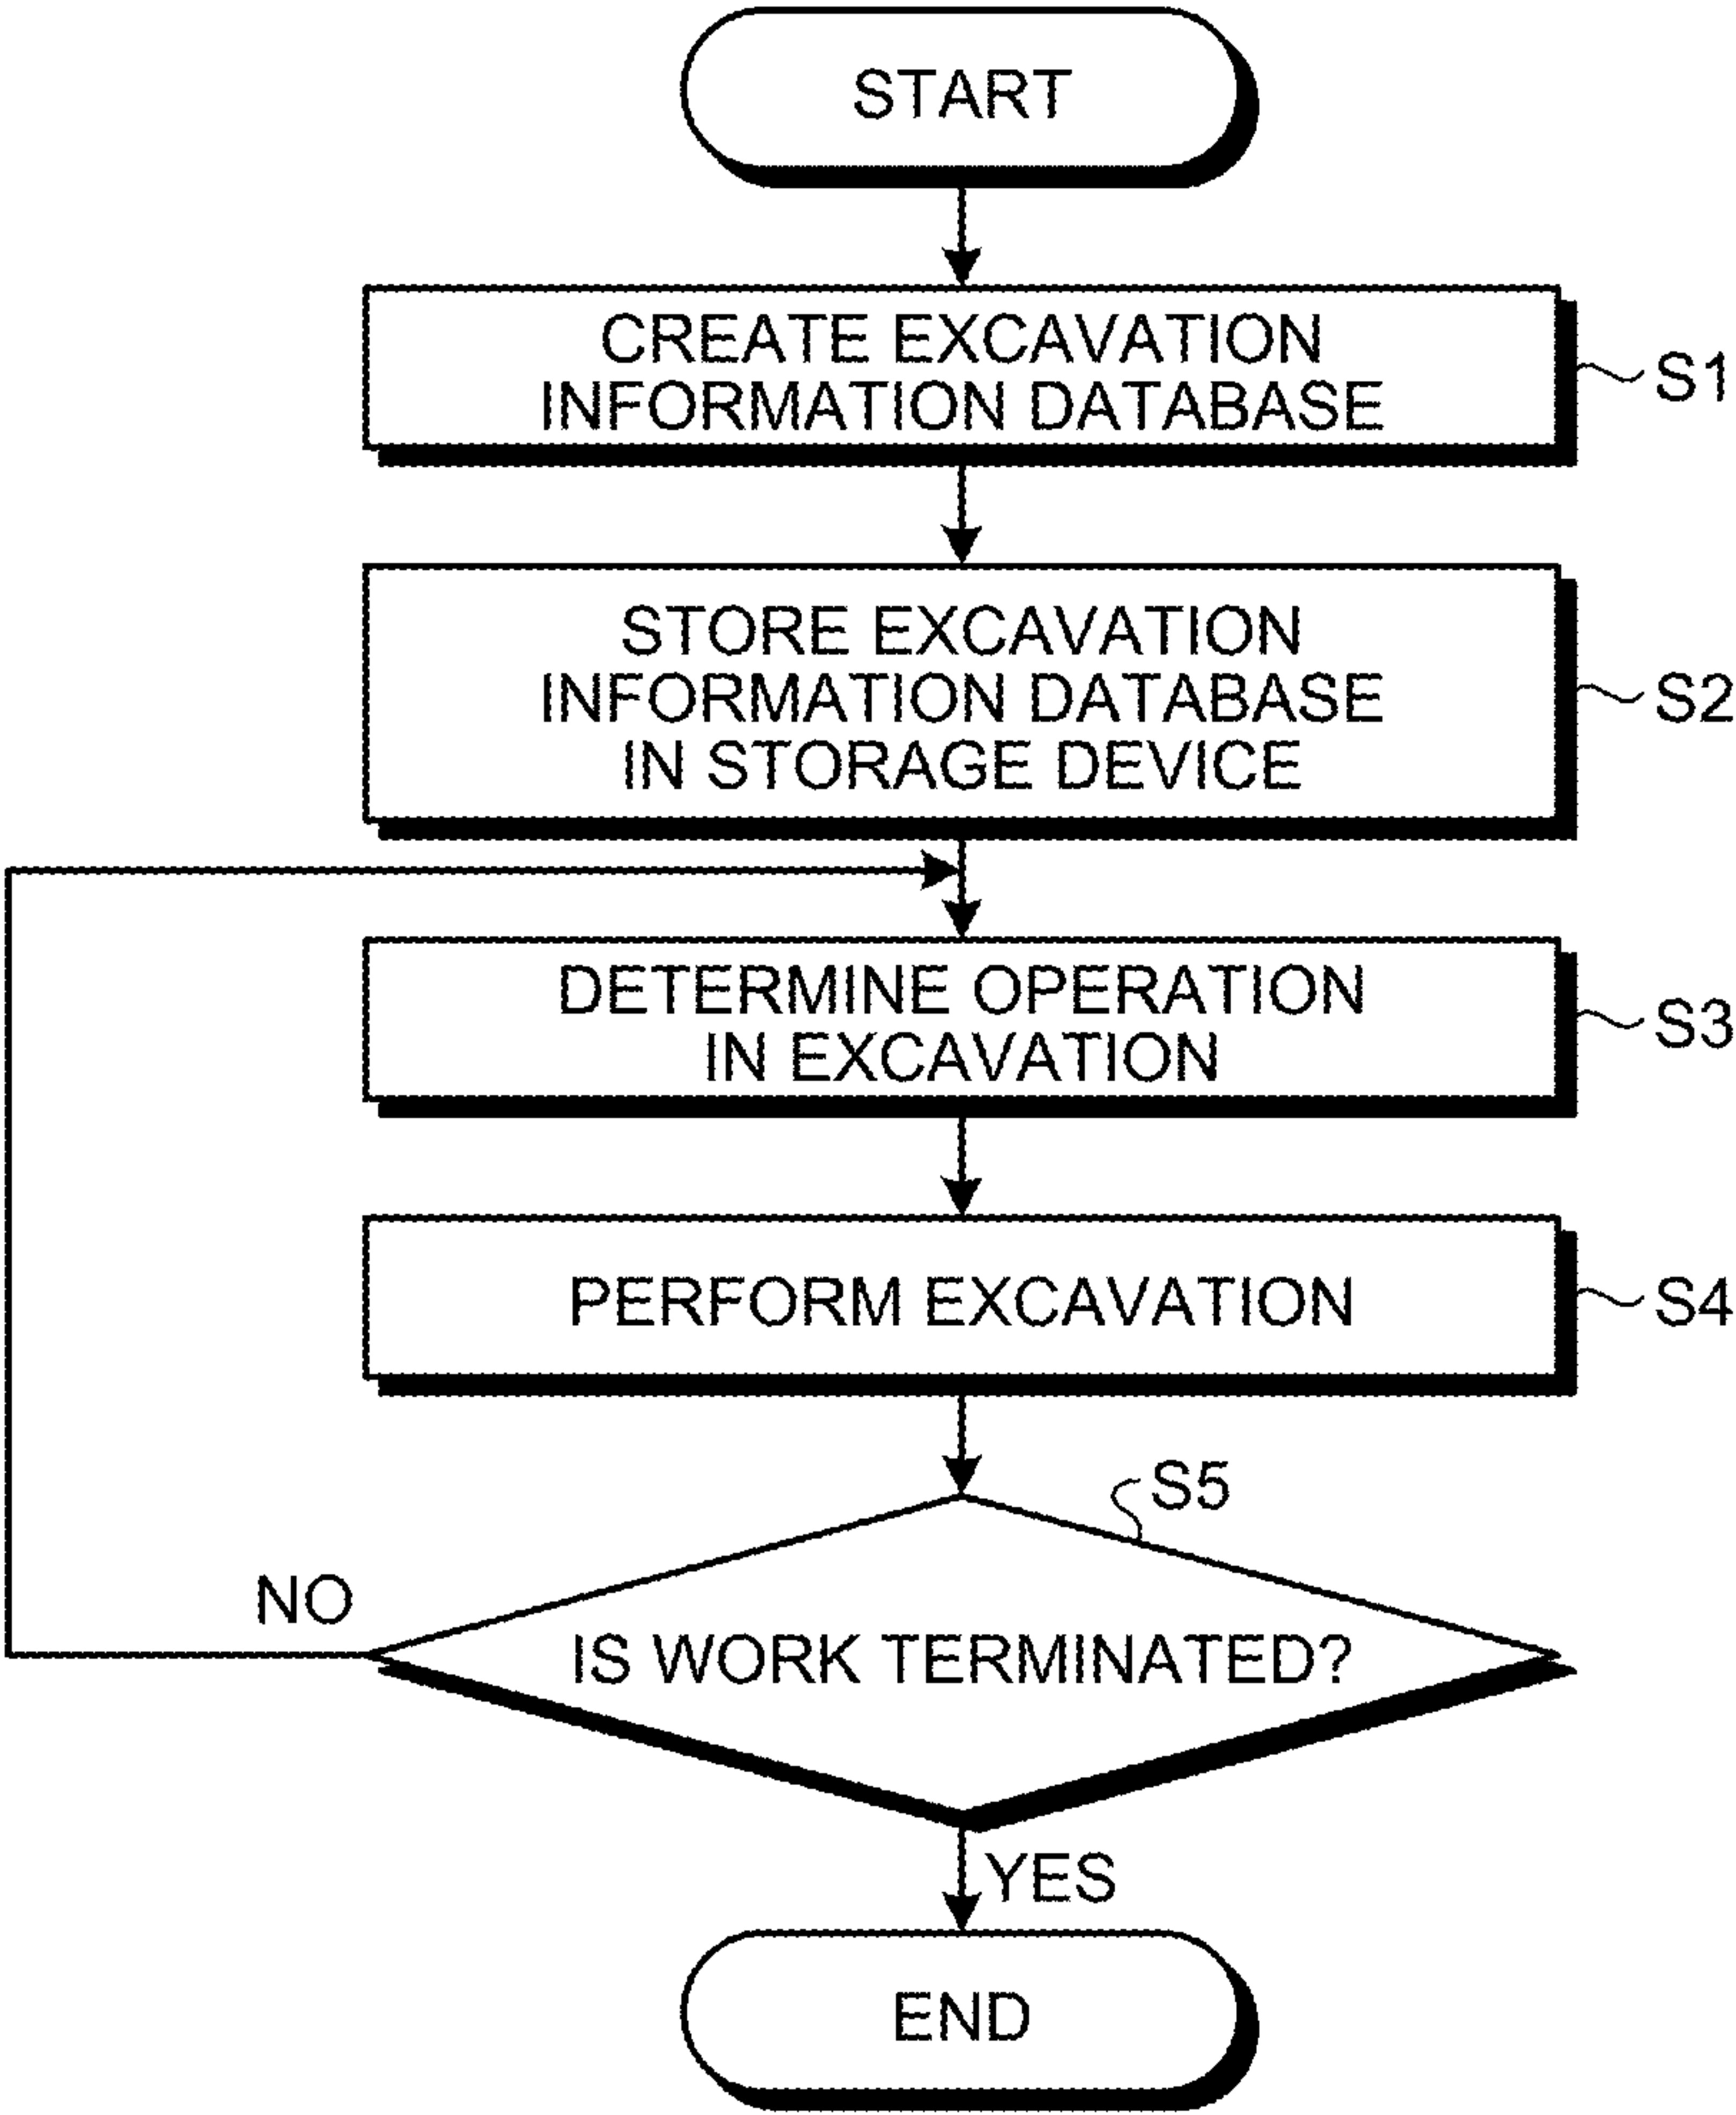 START
CREATE EXCAVATION
INFORMATION DATABASE
S1
STORE EXCAVATION
INFORMATION DATABASE
IN STORAGE DEVICE
S2
DETERMINE OPERATION
IN EXCAVATION
S3
PERFORM EXCAVATION
S4
S5
NO
IS WORK TERMINATED?
YES
END